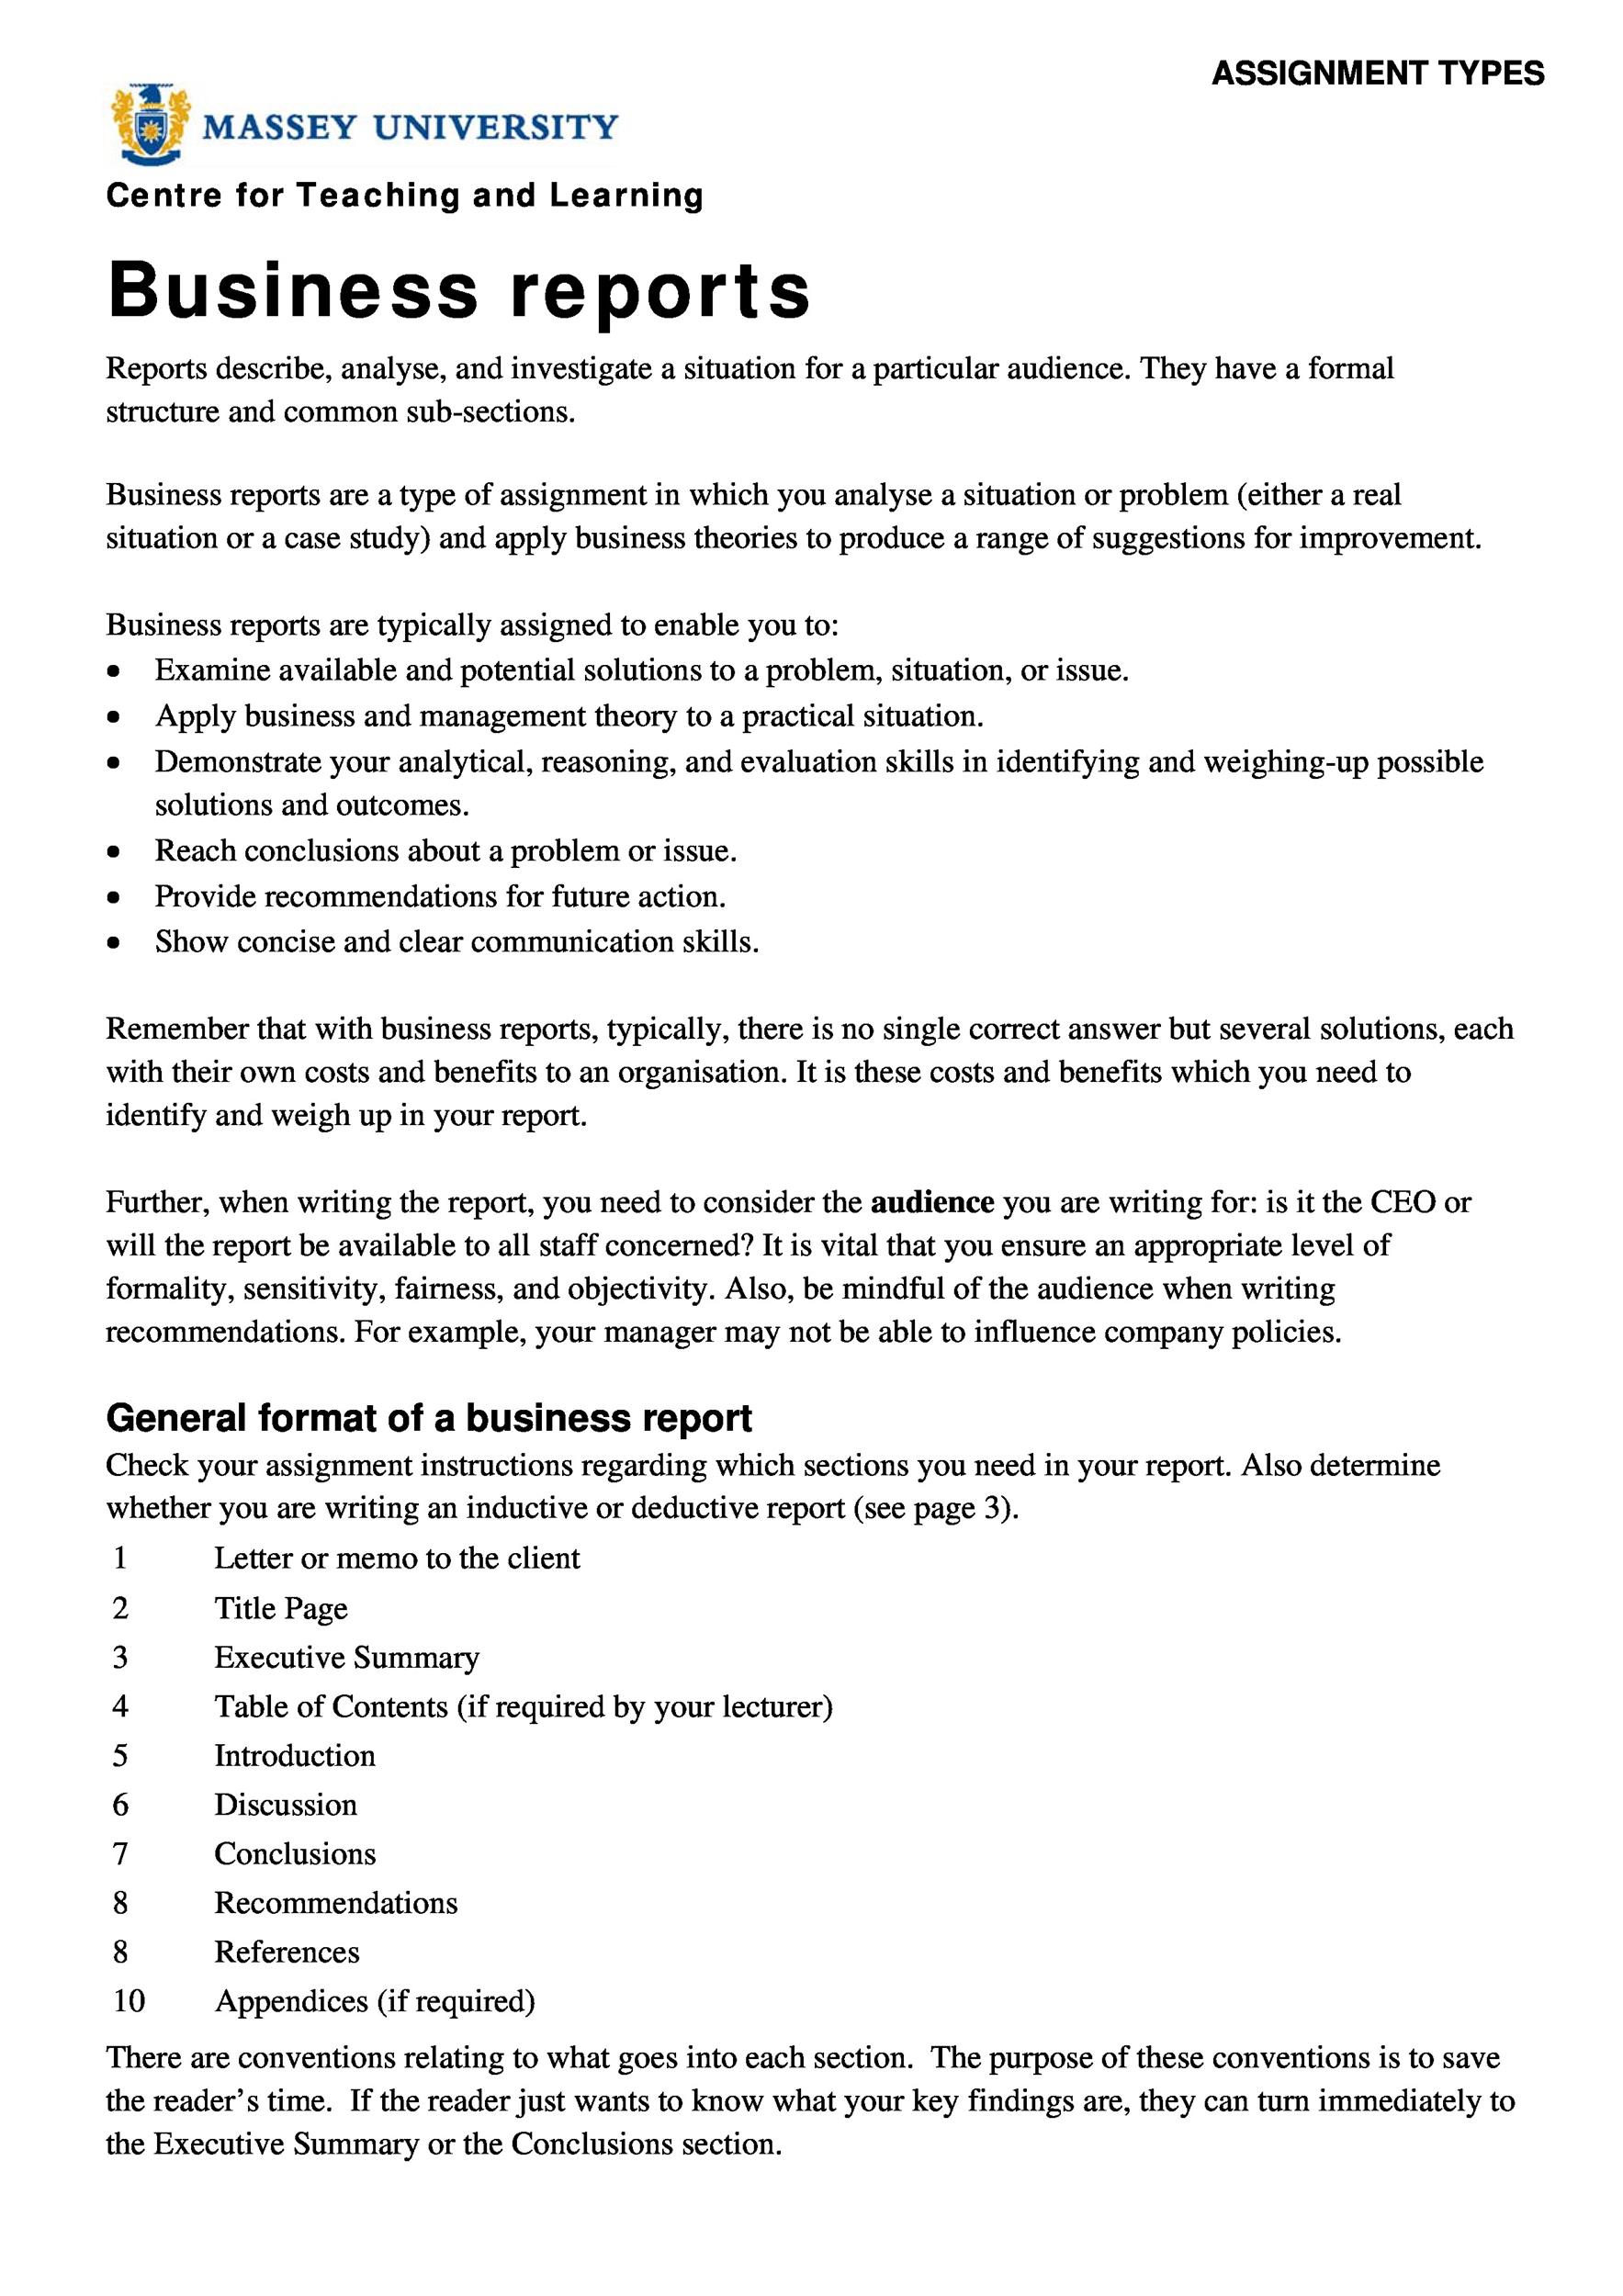 ASSIGNMENT TYPES
MASSEY UNIVERSITY
Centre for Teaching and Learning
Business reports
Reports describe, analyse, and investigate a situation for a particular audience. They have a formal
structure and common sub-sections.
Business reports are a type of assignment in which you analyse a situation or problem (either a real
situation or a case study) and apply business theories to produce a range of suggestions for improvement.
Business reports are typically assigned to enable you to:
• Examine available and potential solutions to a problem, situation, or issue.
• Apply business and management theory to a practical situation.
• Demonstrate your analytical, reasoning, and evaluation skills in identifying and weighing-up possible
solutions and outcomes.
• Reach conclusions about a problem or issue.
• Provide recommendations for future action.
• Show concise and clear communication skills.
Remember that with business reports, typically, there is no single correct answer but several solutions, each
with their own costs and benefits to an organisation. It is these costs and benefits which you need to
identify and weigh up in your report.
Further, when writing the report, you need to consider the audience you are writing for: is it the CEO or
will the report be available to all staff concerned? It is vital that you ensure an appropriate level of
formality, sensitivity, fairness, and objectivity. Also, be mindful of the audience when writing
recommendations. For example, your manager may not be able to influence company policies.
General format of a business report
Check your assignment instructions regarding which sections you need in your report. Also determine
whether you are writing an inductive or deductive report (see page 3).
1 Letter or memo to the client
2 Title Page
3 Executive Summary
4 Table of Contents (if required by your lecturer)
5 Introduction
6 Discussion
7 Conclusions
8 Recommendations
8 References
10 Appendices (if required)
There are conventions relating to what goes into each section.  The purpose of these conventions is to save
the reader’s time.  If the reader just wants to know what your key findings are, they can turn immediately to
the Executive Summary or the Conclusions section.